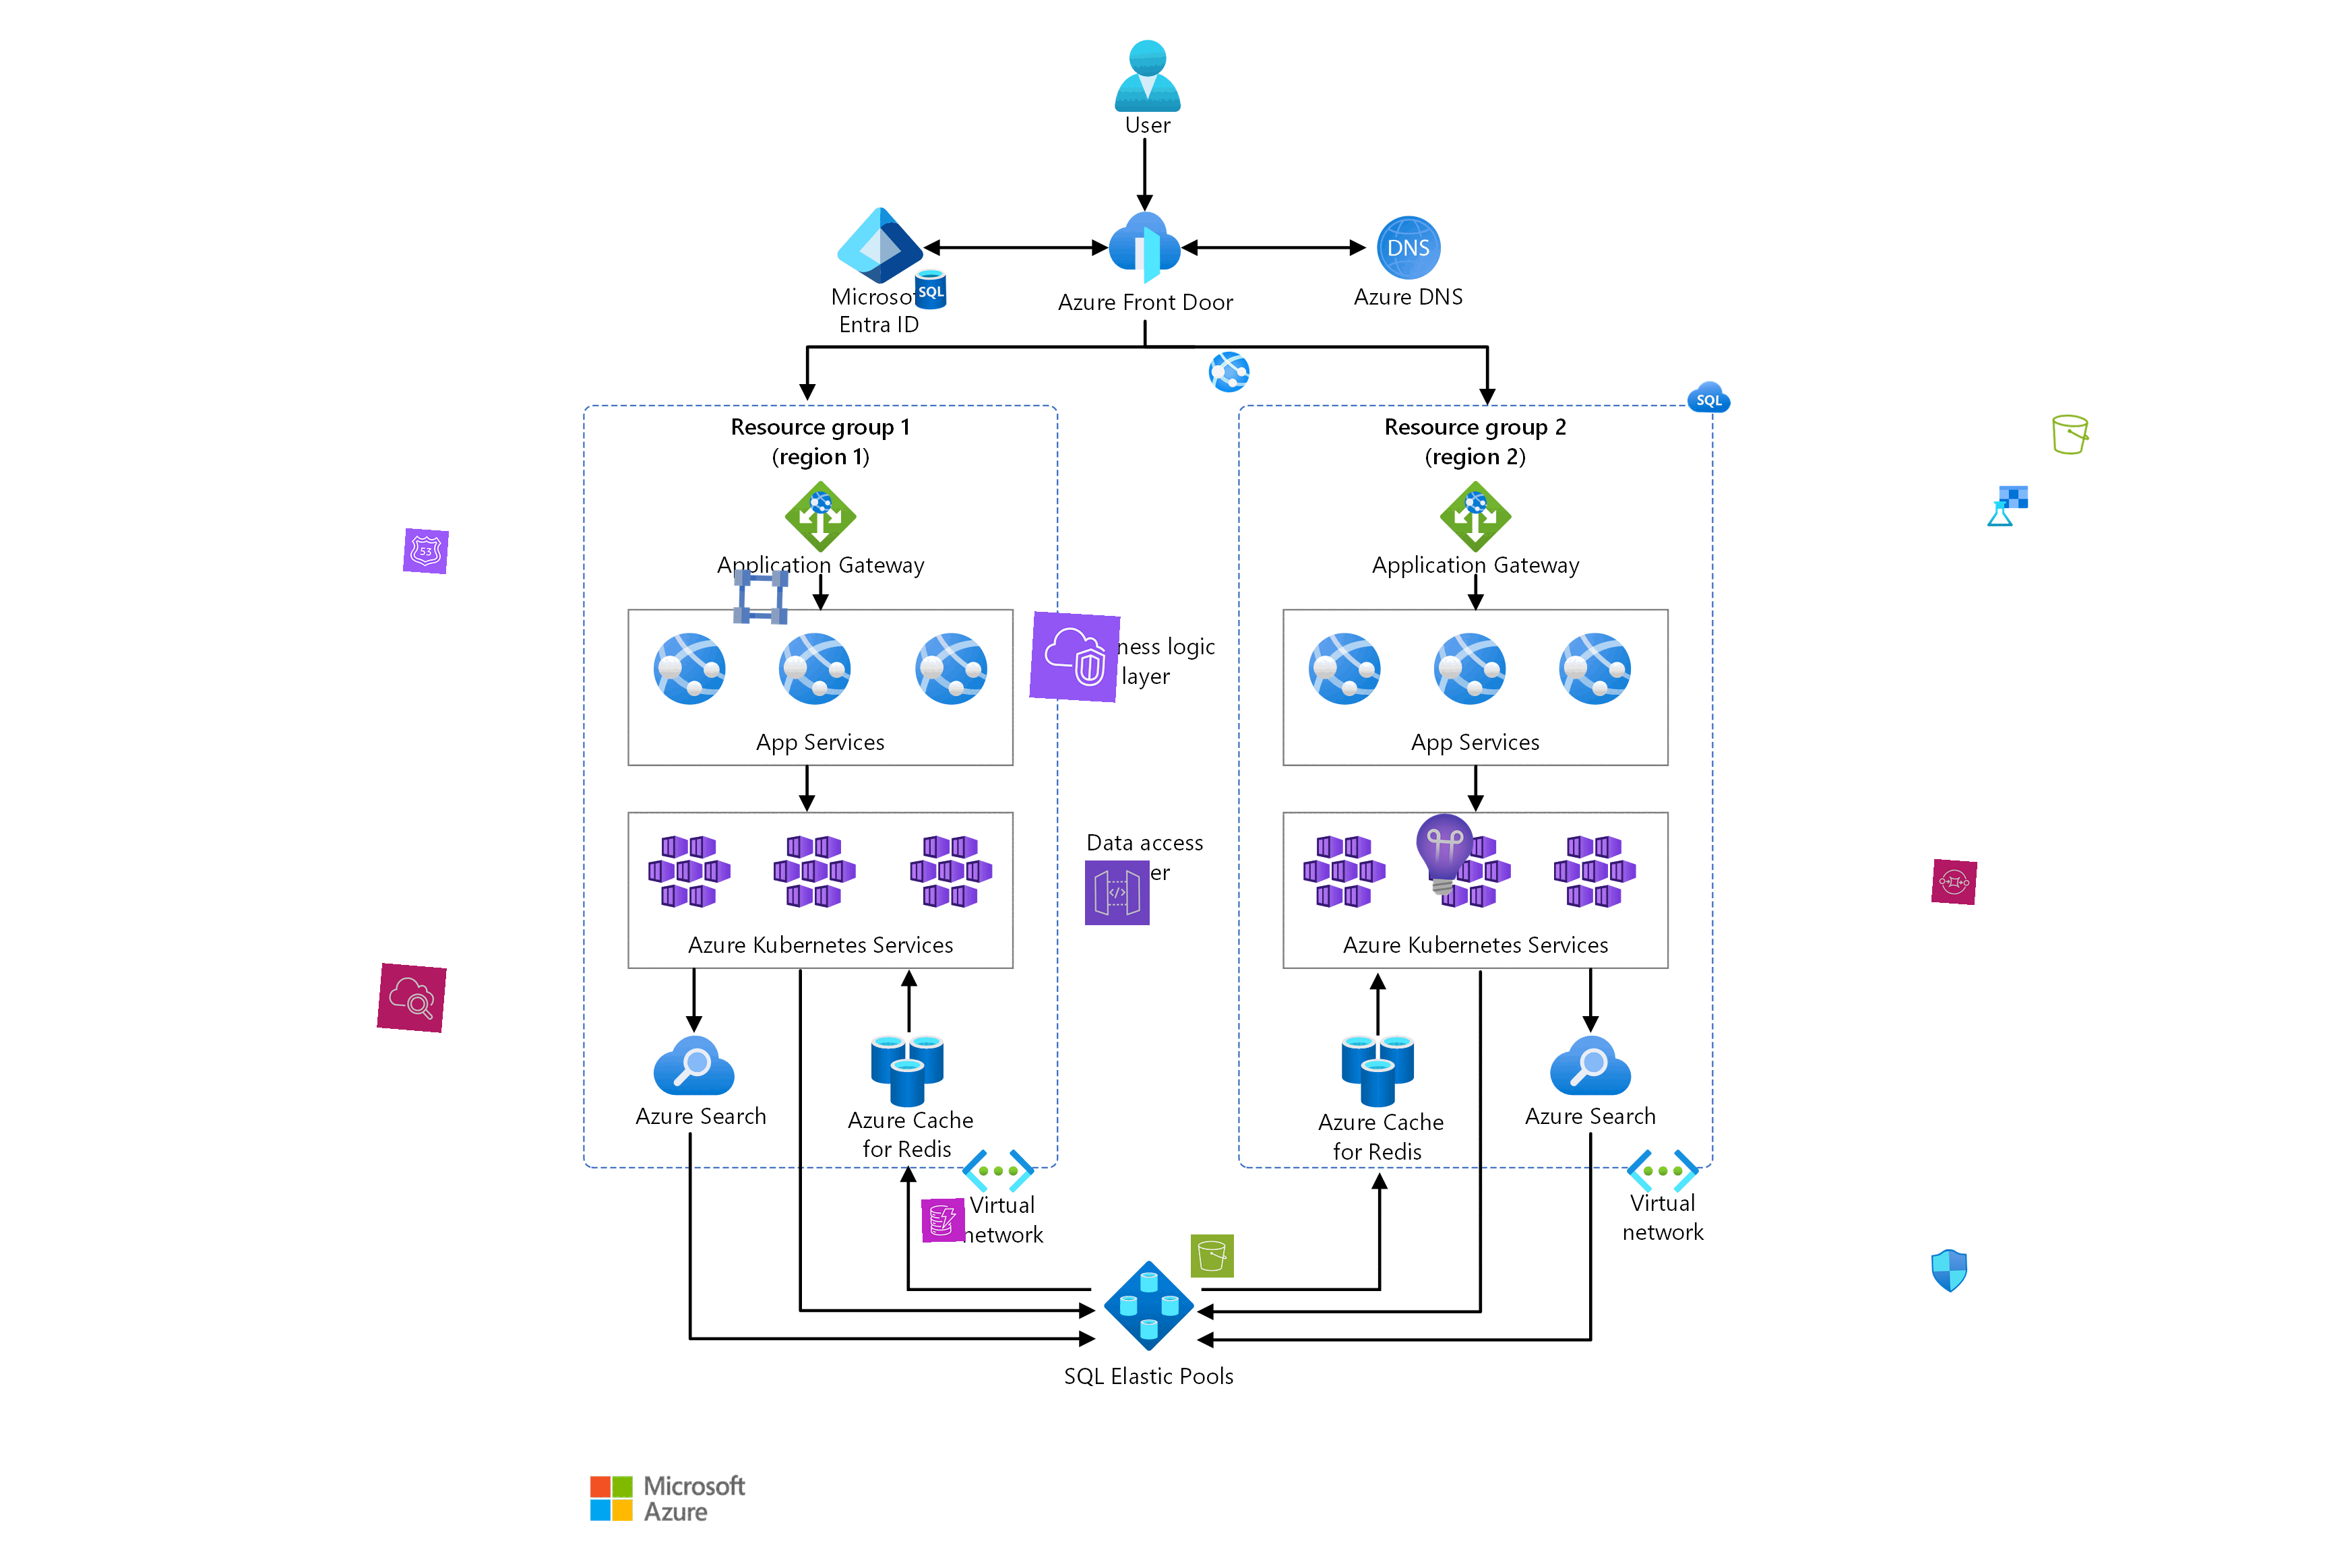 User
DNS
SQL
Entra ID
Azure Front Door
Azure DNS
SQL
Resource group 1
(region 1)
Resource group 2
(region 2)
Application Gateway
Application Gateway
53
logic
layer
App Services
App Services
Data access
</>
Azure Kubernetes Services
Azure Kubernetes Services
Azure Search
Azure Cache
for Redis
Azure Cache
for Redis
Azure Search
Virtual
network
Virtual
network
SQL Elastic Pools
Microsoft
Azure